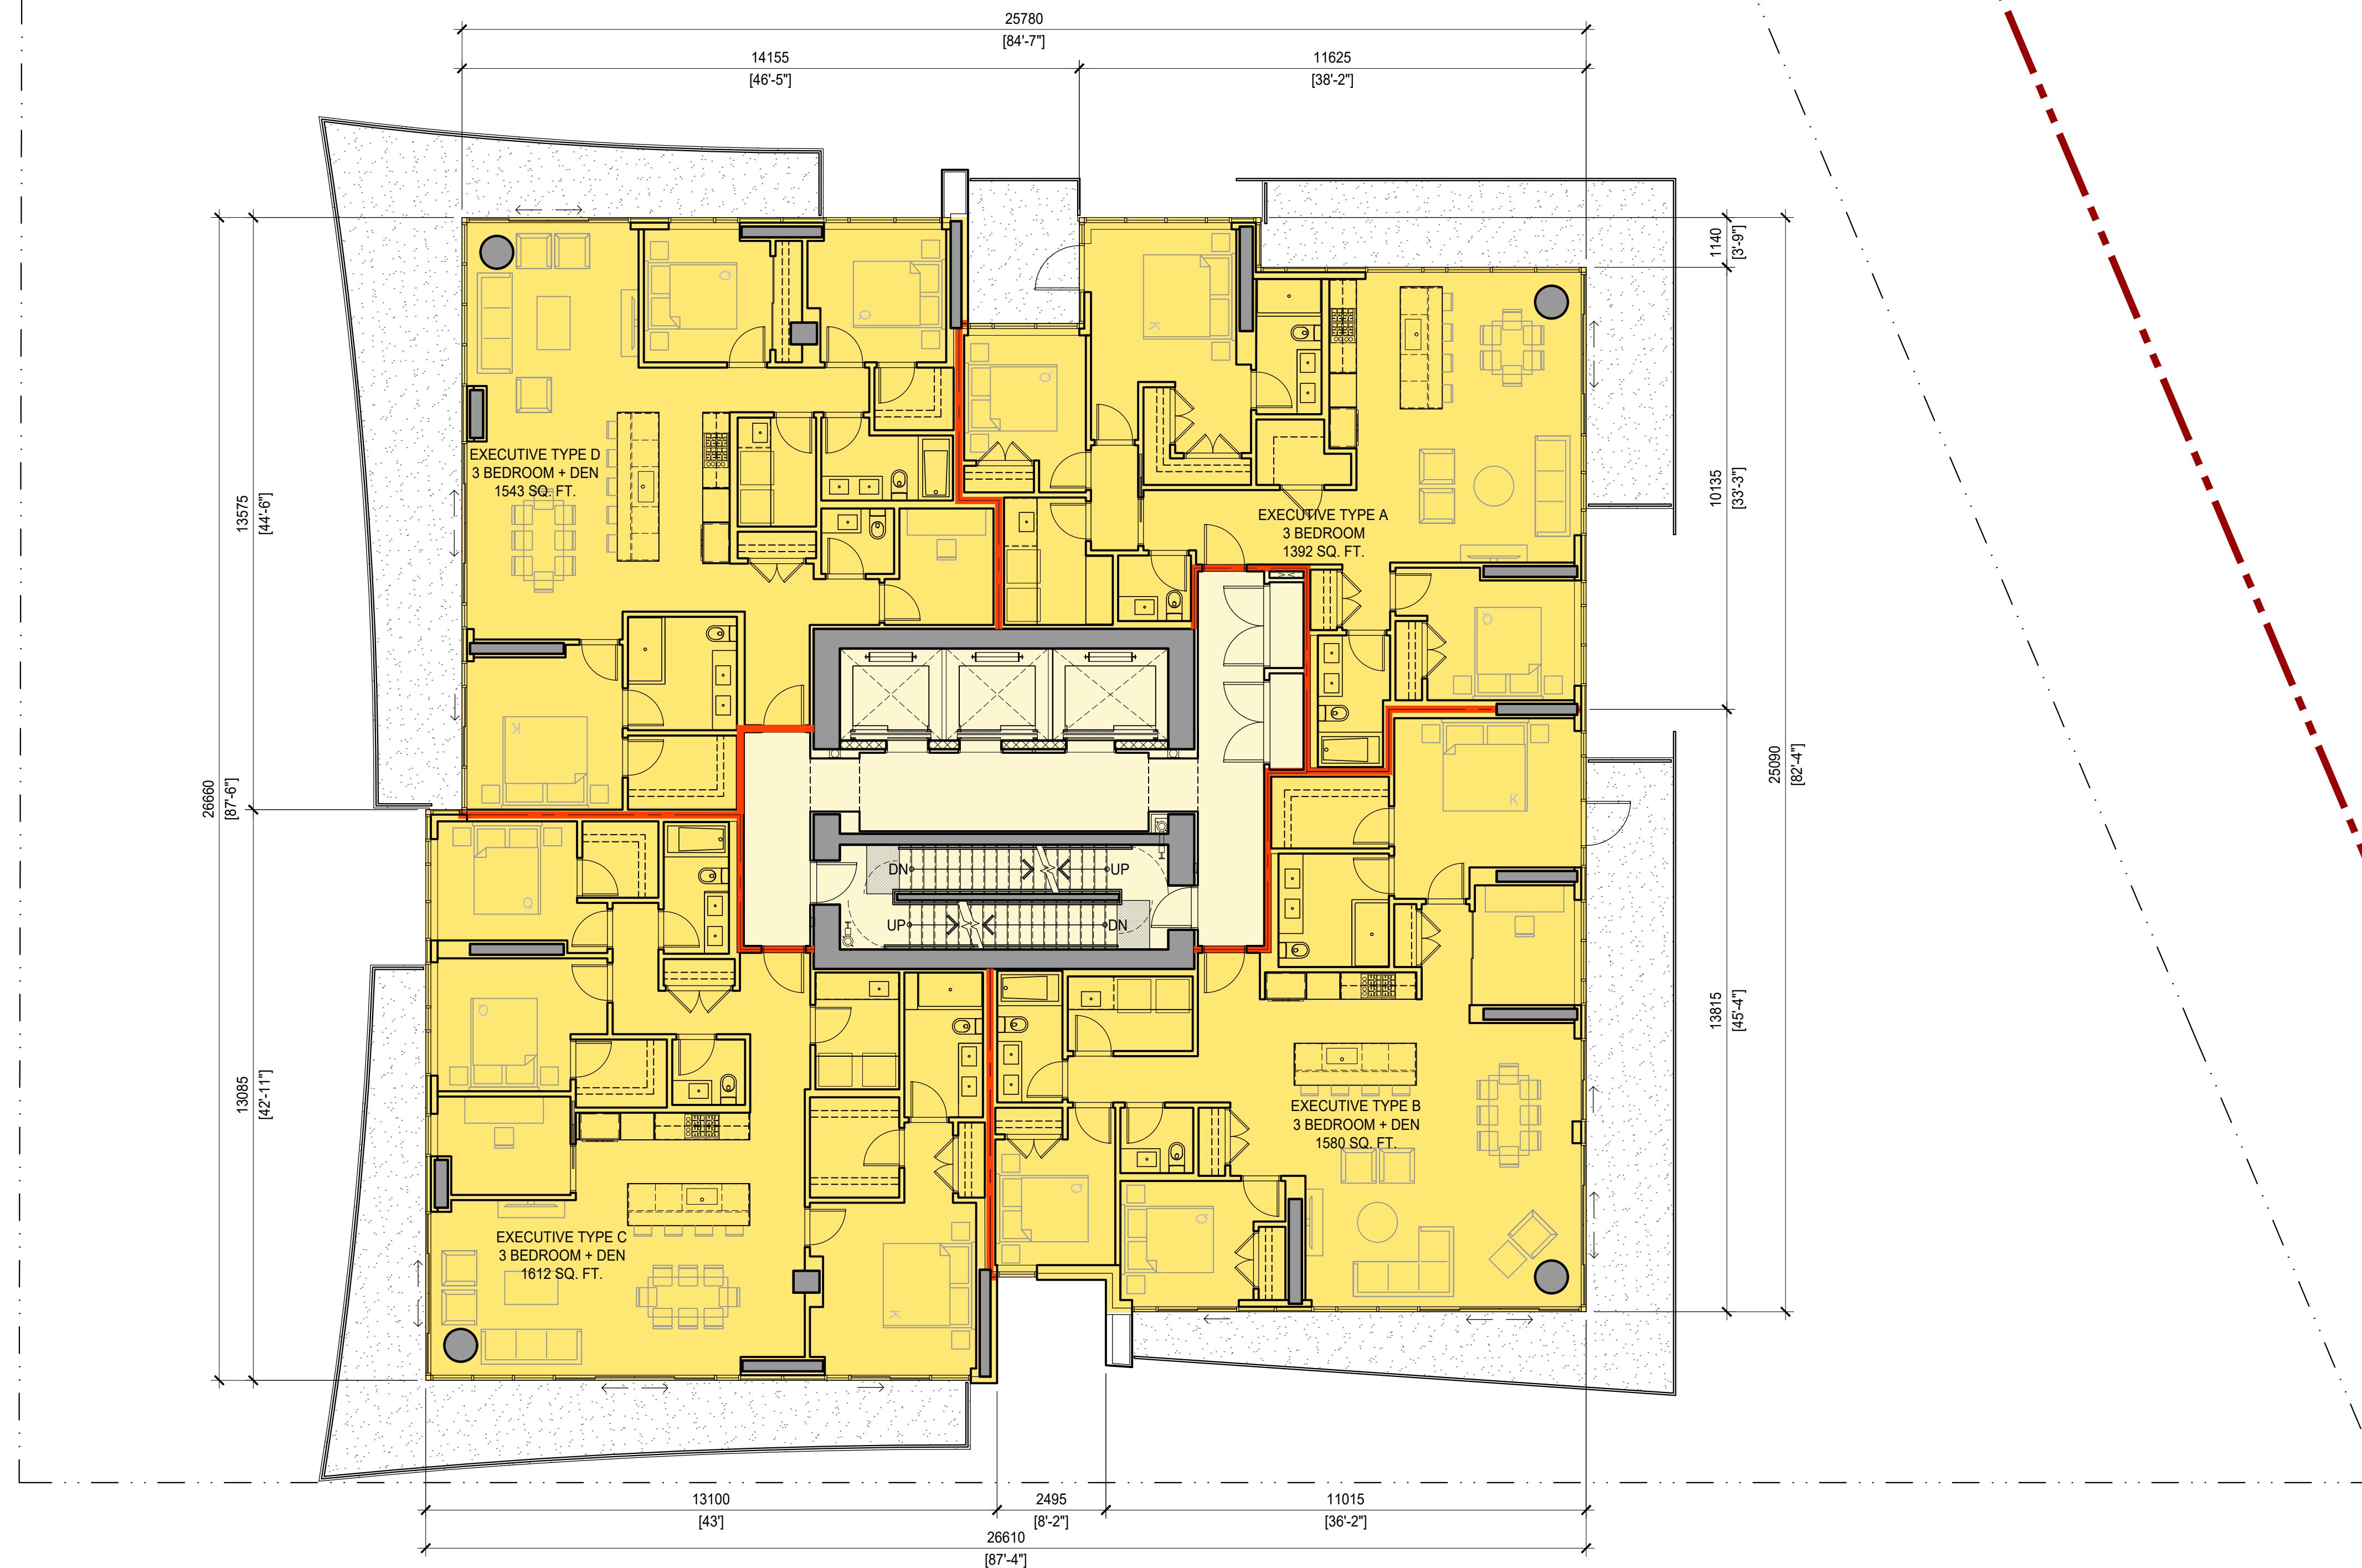 25780
[84'-7"]
14155
[46'-5"]
11625
[38'-2"]
1140
[3'-9"]
Q
Q
K
Q
EXECUTIVE TYPE D
3 BEDROOM + DEN
1543 SQ. FT.
13575
[44'-6"]
10135
[33'-3"]
EXECUTIVE TYPE A
3 BEDROOM
1392 SQ. FT.
Q
K
K
26660
[87'-6"]
25090
[82'-4"]
DN
UP
UP
DN
Q
Q
13085
[42'-11"]
13815
[45'-4"]
EXECUTIVE TYPE B
3 BEDROOM + DEN
1580 SQ. FT.
Q
Q
EXECUTIVE TYPE C
3 BEDROOM + DEN
1612 SQ. FT.
K
13100
[43']
2495
[8'-2"]
11015
[36'-2"]
26610
[87'-4"]